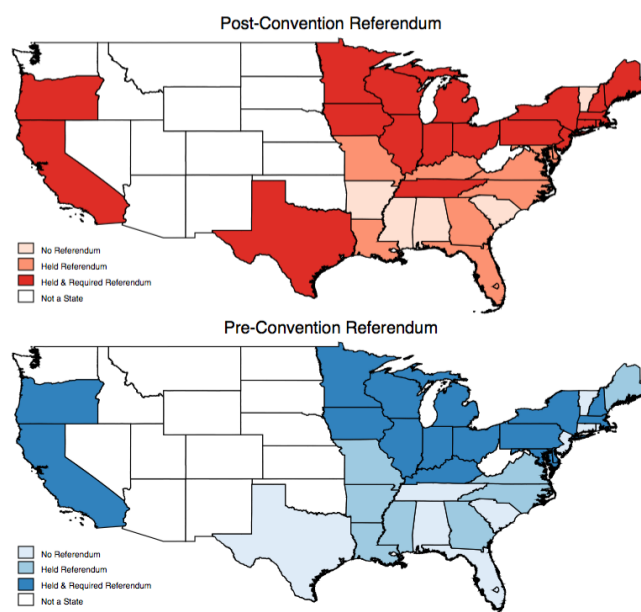 Post-Convention Referendum
No Referendum
Held Referendum
Held & Required Referendum
Not a State
Pre-Convention Referendum
No Referendum
Held Referendum
Held & Required Referendum
Not a State